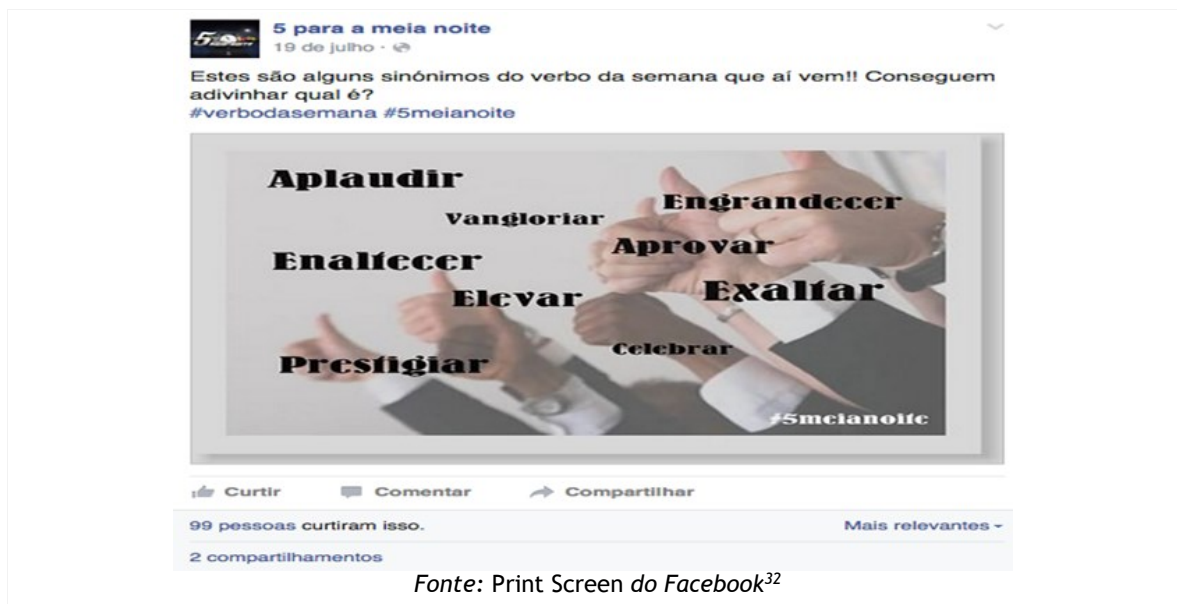 5 para a meia noite
19 de julho
Estes são alguns sinónimos do verbo da semana que aí vem!! Conseguem
adivinhar qual é?
#verbodasemana #5meianoite
Aplaudir
Engrandecer
Vangloriar
Aprovar
Enaltecer
Elevar
Exaltar
Celebrar
Prestigiar
#5meianoite
Curtir Comentar Compartilhar
99 pessoas curtiram isso. Mais relevantes
2 compartilhamentos
Fonte: Print Screen do Facebook32